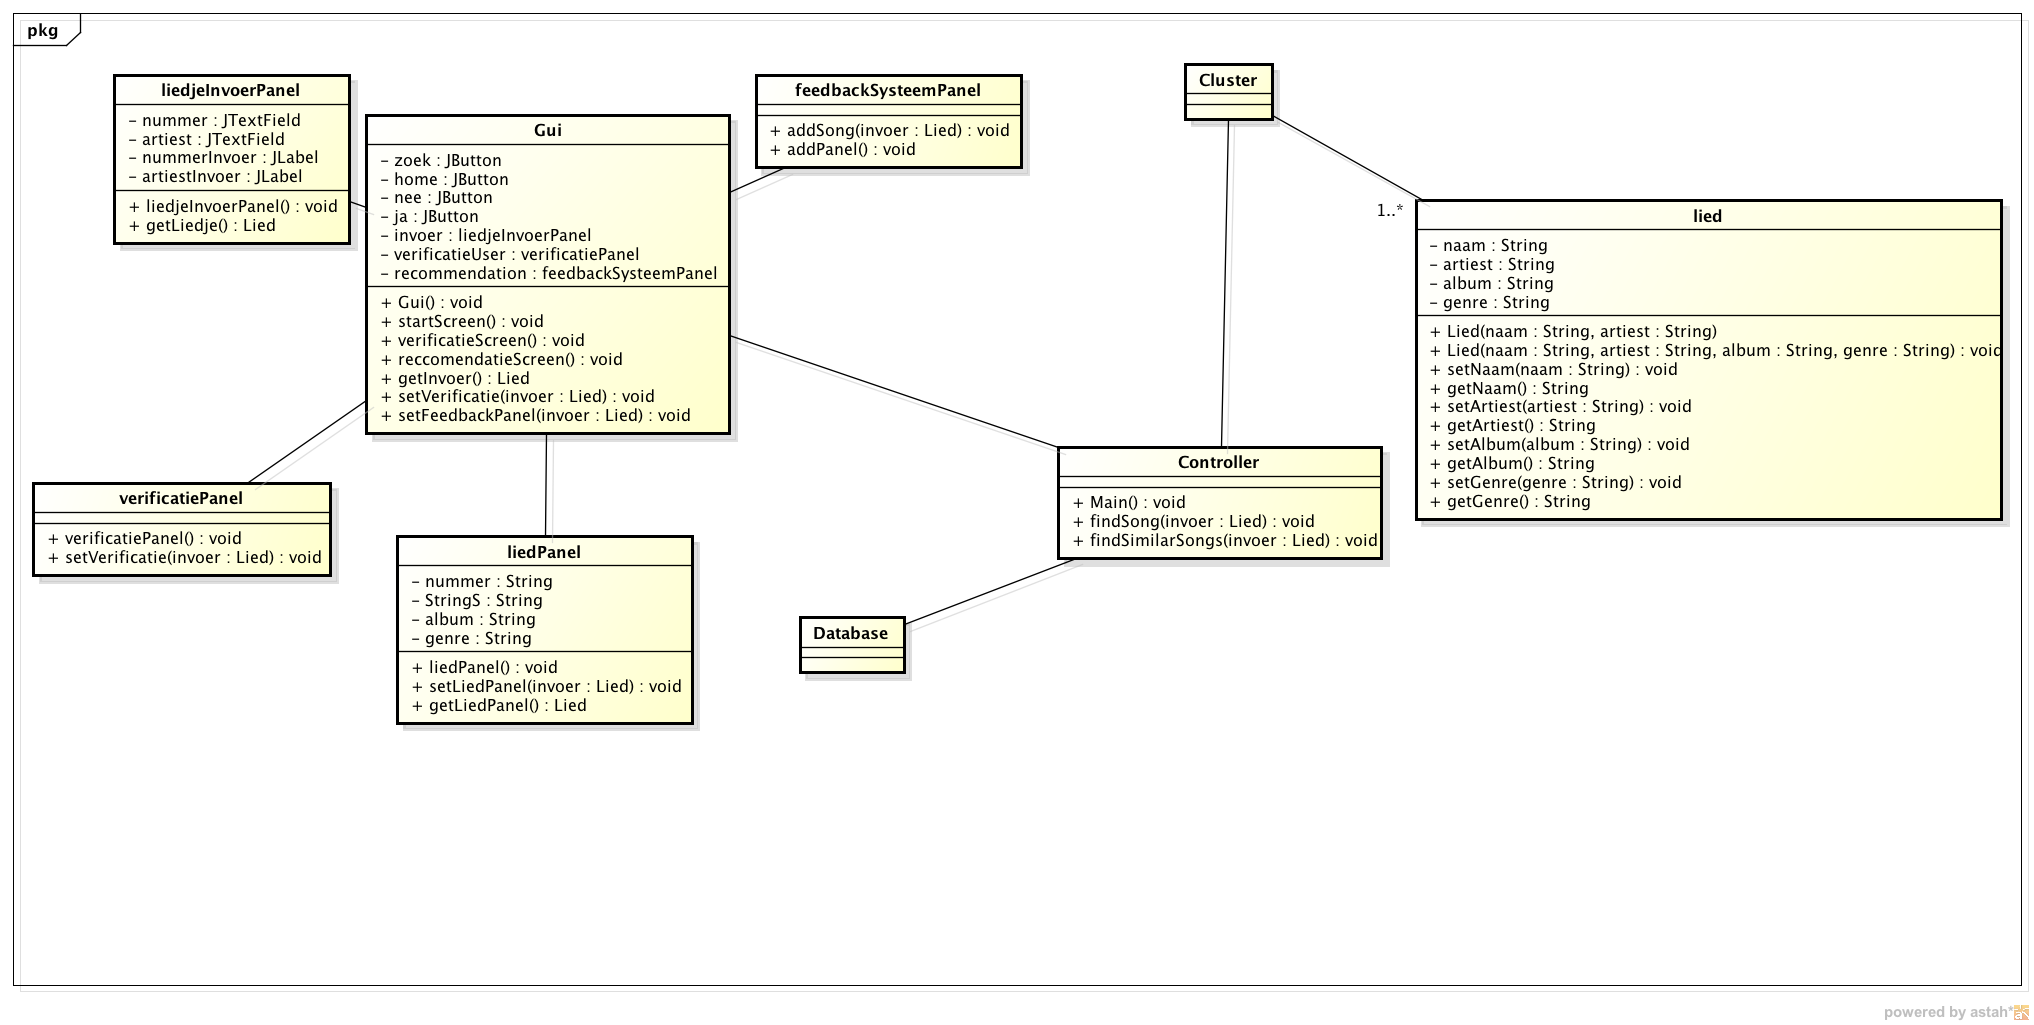 pkg
liedjeInvoerPanel
- nummer : JTextField
- artiest : JTextField
- nummerInvoer : JLabel
- artiestInvoer : JLabel
+ liedjeInvoerPanel() : void
+ getLiedje() : Lied
Gui
- zoek : JButton
- home : JButton
- nee : JButton
- ja : JButton
- invoer : liedjeInvoerPanel
- verificatieUser : verificatiePanel
- recommendation : feedbackSysteemPanel
+ Gui() : void
+ startScreen() : void
+ verificatieScreen() : void
+ reccomendatieScreen() : void
+ getInvoer() : Lied
+ setVerificatie(invoer : Lied) : void
+ setFeedbackPanel(invoer : Lied) : void
feedbackSysteemPanel
+ addSong(invoer : Lied) : void
+ addPanel() : void
Cluster
1..*
lied
- naam : String
- artiest : String
- album : String
- genre : String
+ Lied(naam : String, artiest : String)
+ Lied(naam : String, artiest : String, album : String, genre : String) : void
+ setNaam(naam : String) : void
+ getNaam() : String
+ setArtiest(artiest : String) : void
+ getArtiest() : String
+ setAlbum(album : String) : void
+ getAlbum() : String
+ setGenre(genre : String) : void
+ getGenre() : String
verificatiePanel
+ verificatiePanel() : void
+ setVerificatie(invoer : Lied) : void
liedPanel
- nummer : String
- StringS : String
- album : String
- genre : String
+ liedPanel() : void
+ setLiedPanel(invoer : Lied) : void
+ getLiedPanel() : Lied
Controller
+ Main() : void
+ findSong(invoer : Lied) : void
+ findSimilarSongs(invoer : Lied) : void
Database
powered by astah*